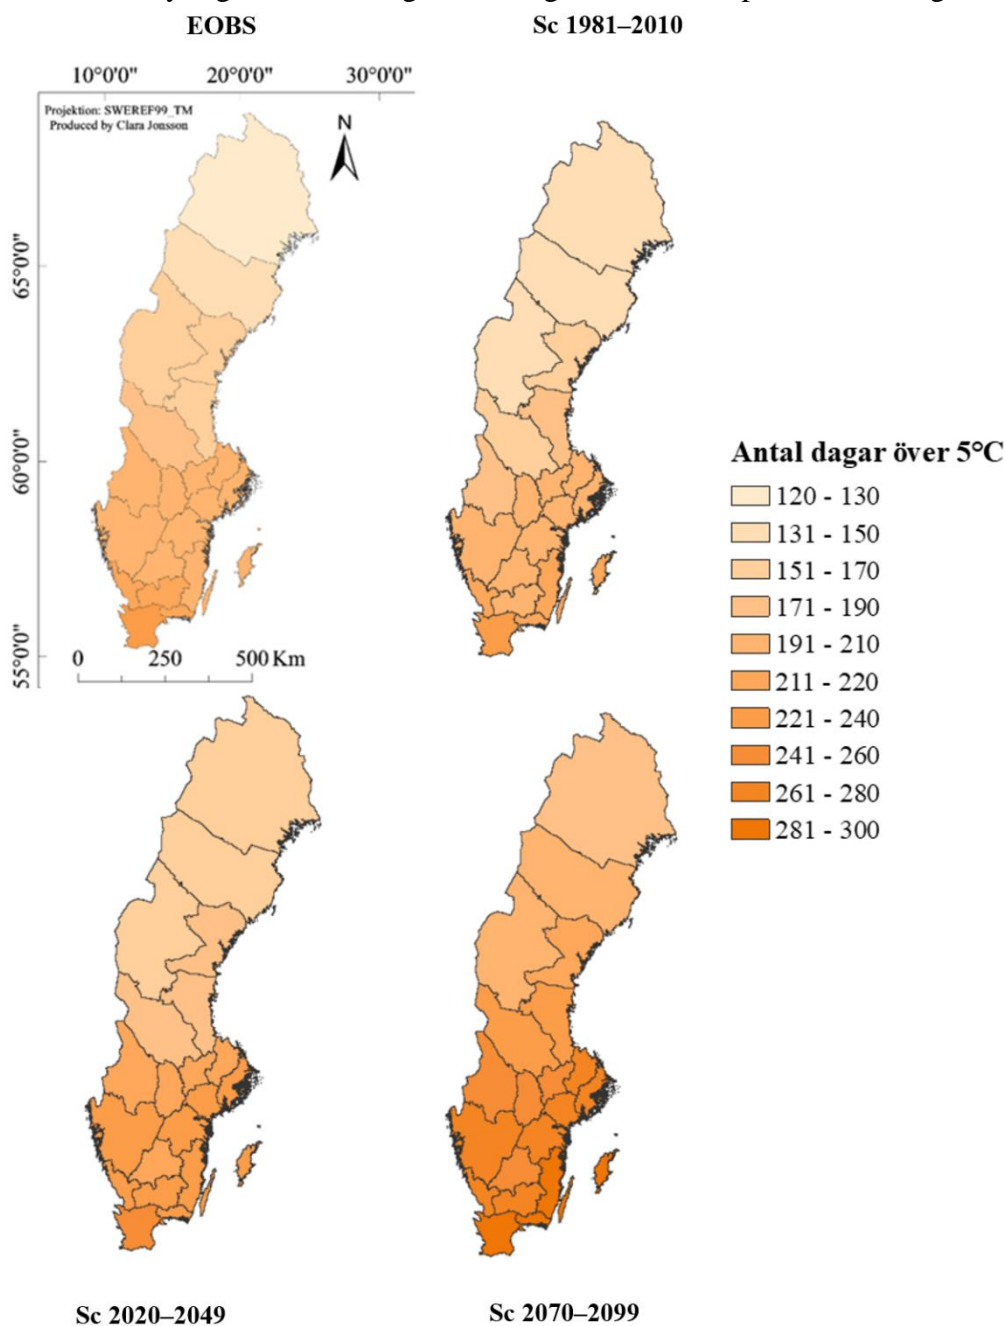 EOBS
Sc 1981–2010
10°0'0" 20°0'0" 30°0'0"
Projektion: SWEREF99_TM
Produced by Clara Jonsson
N
65°0'0"
60°0'0"
55°0'0"
0 250 500 Km
Antal dagar över 5°C
120 - 130
131 - 150
151 - 170
171 - 190
191 - 210
211 - 220
221 - 240
241 - 260
261 - 280
281 - 300
Sc 2020–2049
Sc 2070–2099